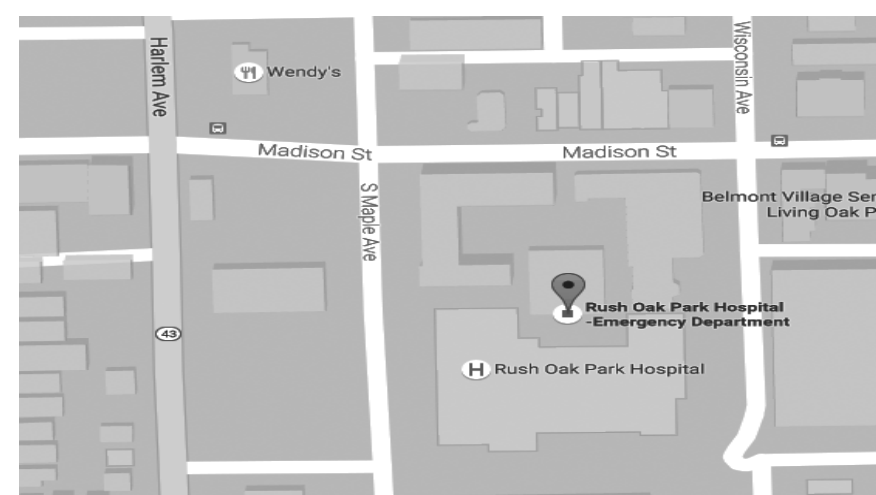 Harlem Ave
Wendy's
Wisconsin Ave
Madison St
Madison St
S Maple Ave
Belmont Village Sen
Living Oak P
Rush Oak Park Hospital
-Emergency Department
43
H
Rush Oak Park Hospital